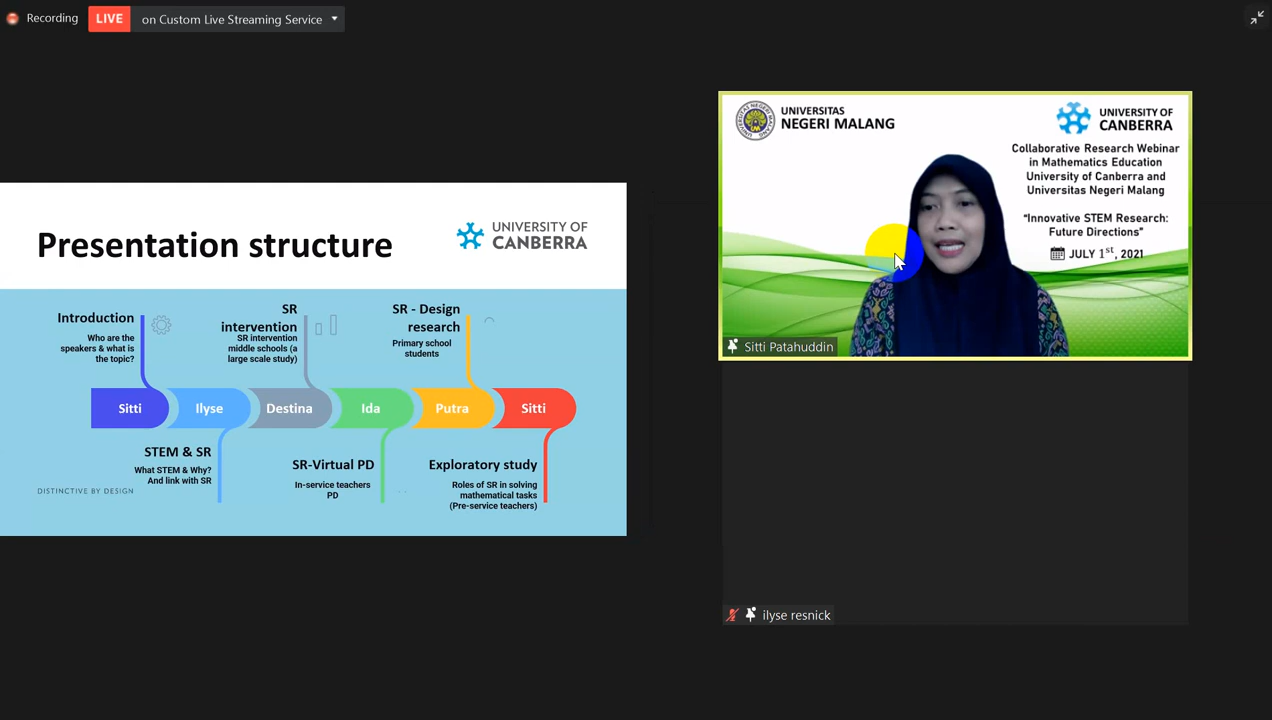 Recording
LIVE
on Custom Live Streaming Service
Presentation structure
UNIVERSITY OF
CANBERRA
Introduction
Who are the
speakers & what is
the topic?
SR
intervention
SR intervention
middle schools (a
large scale study)
SR - Design
research
Primary school
students
Sitti
Ilyse
Destina
Ida
Putra
Sitti
STEM & SR
What STEM & Why?
And link with SR
SR-Virtual PD
In-service teachers
PD
Exploratory study
Roles of SR in solving
mathematical tasks
(Pre-service teachers)
DISTINCTIVE BY DESIGN
UNIVERSITAS
NEGERI MALANG
UNIVERSITY OF
CANBERRA
Collaborative Research Webinar
in Mathematics Education
University of Canberra and
Universitas Negeri Malang
“Innovative STEM Research:
Future Directions”
JULY 1st, 2021
Sitti Patahuddin
ilyse resnick